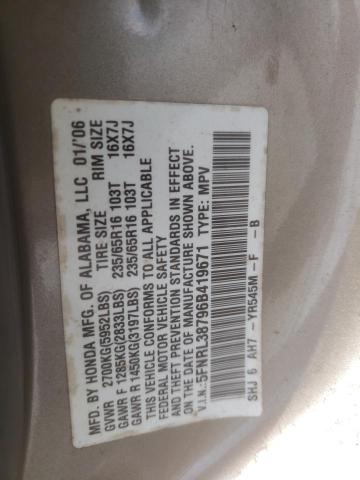 MFD. BY HONDA MFG. OF ALABAMA, LLC 01/'06
GVWR 2700KG(5952LBS) TIRE SIZE RIM SIZE
GAWR F 1285KG(2833LBS) 235/65R16 103T 16X7J
GAWR R 1450KG(3197LBS) 235/65R16 103T 16X7J
THIS VEHICLE CONFORMS TO ALL APPLICABLE
FEDERAL MOTOR VEHICLE SAFETY, BUMPER AND
THEFT PREVENTION STANDARDS IN EFFECT
ON THE DATE OF MANUFACTURE SHOWN ABOVE.
V.I.N.:5FNRL38796B419671 TYPE: MPV
SHJ 6 AH7 -YR545M -F -B